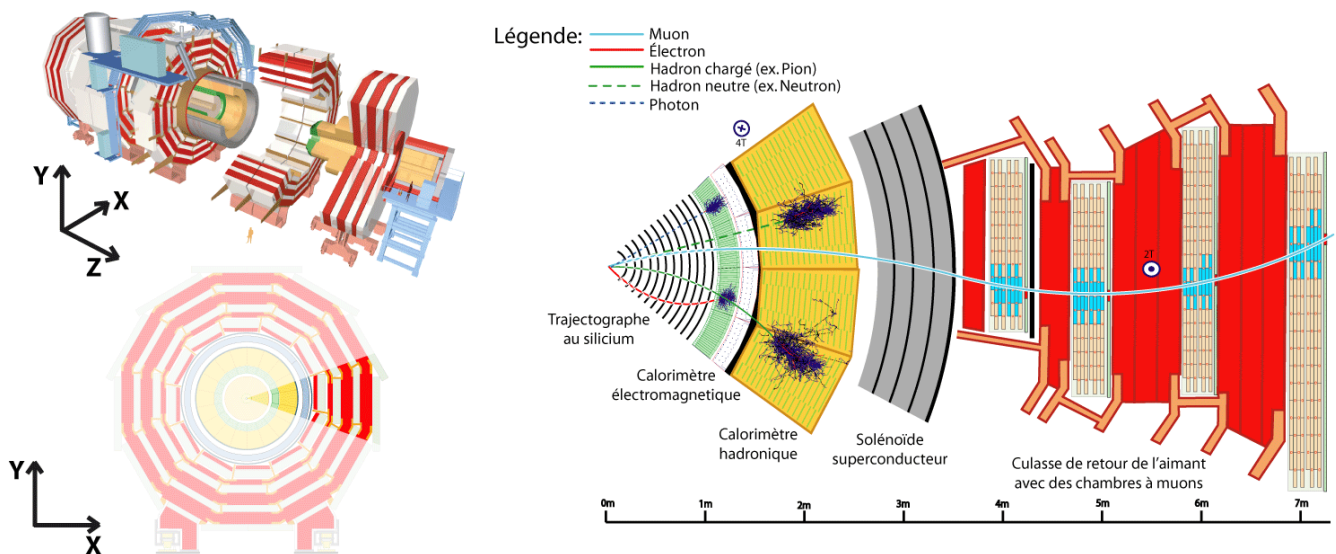 Y
X
Z
Y
X
Légende:
Muon
Électron
Hadron chargé (ex. Pion)
Hadron neutre (ex. Neutron)
Photon
4T
2T
Trajectographe
au silicium
Calorimètre
électromagnetique
Calorimètre
hadronique
Solénoïde
superconducteur
Culasse de retour de l'aimant
avec des chambres à muons
0m 1m 2m 3m 4m 5m 6m 7m